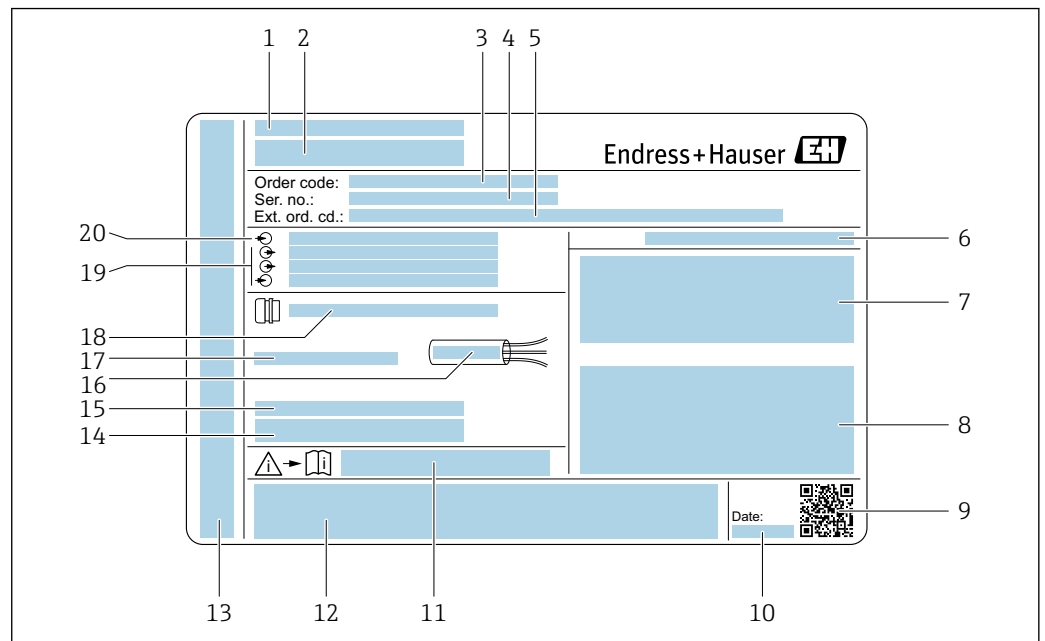 1 2 3 4 5
Endress+Hauser EH
Order code:
Ser. no.:
Ext. ord. cd.:
20
6
19
7
18
17
16
15
14
8
i i
Date:
9
13 12 11 10